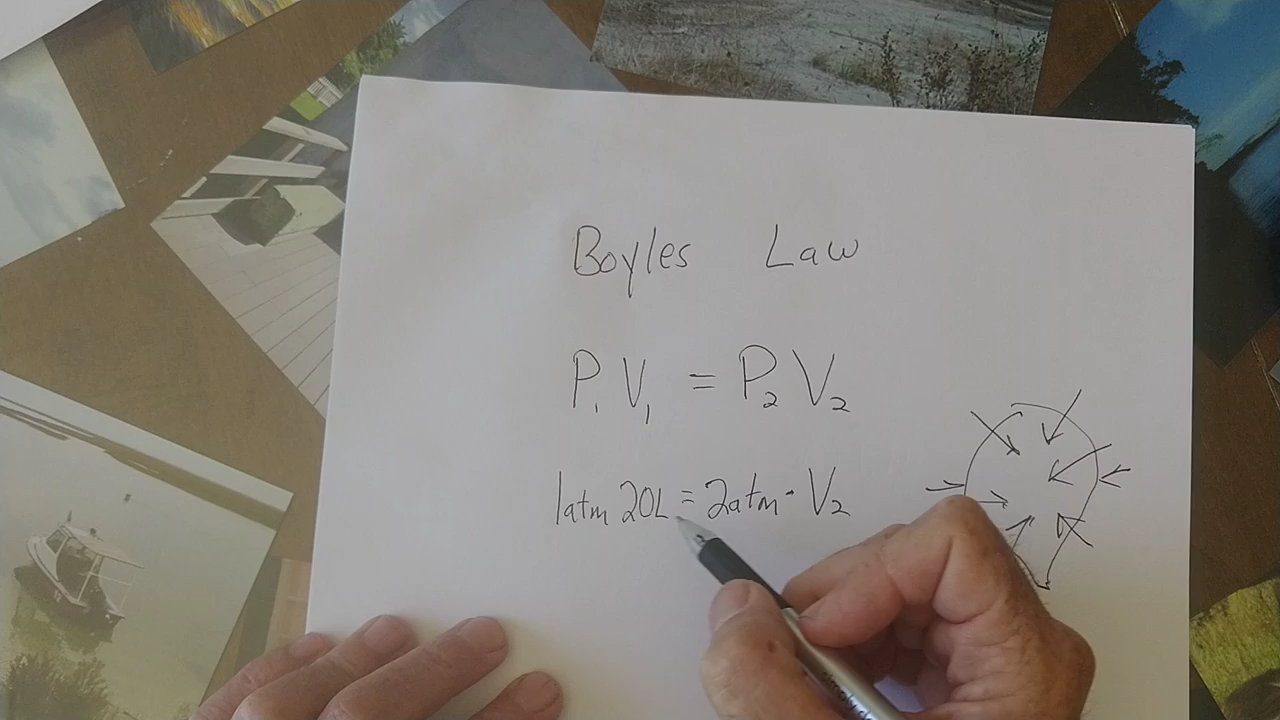 Boyles Law
P₁ V₁ = P₂ V₂
1atm 20L = 2atm · V₂